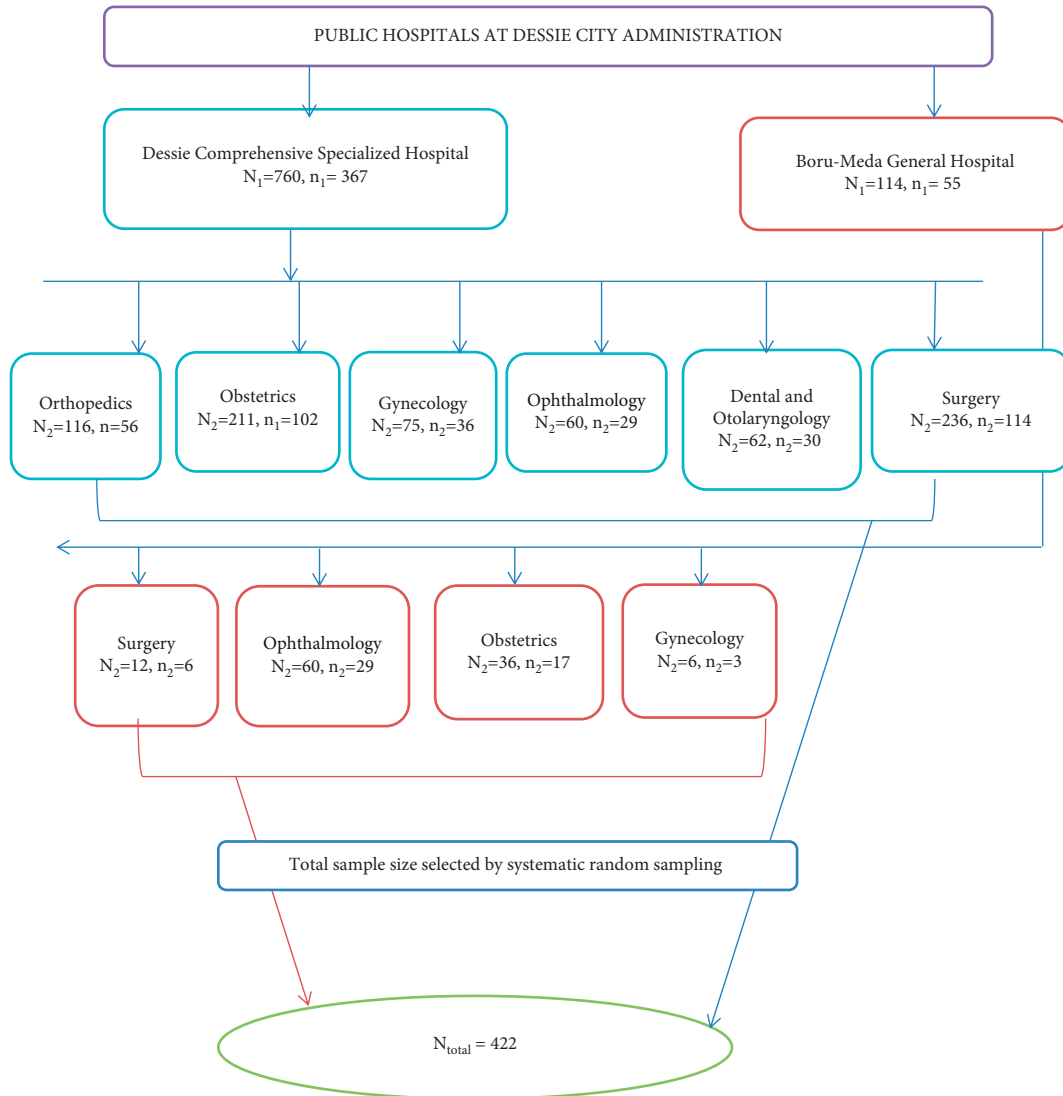 PUBLIC HOSPITALS AT DESSIE CITY ADMINISTRATION
Dessie Comprehensive Specialized Hospital
N₁=760, n₁= 367
Boru-Meda General Hospital
N₁=114, n₁= 55
Orthopedics
N₂=116, n=56
Obstetrics
N₂=211, n₁=102
Gynecology
N₂=75, n₂=36
Ophthalmology
N₂=60, n₂=29
Dental and
Otolaryngology
N₂=62, n₂=30
Surgery
N₂=236, n₂=114
Surgery
N₂=12, n₂=6
Ophthalmology
N₂=60, n₂=29
Obstetrics
N₂=36, n₂=17
Gynecology
N₂=6, n₂=3
Total sample size selected by systematic random sampling
Nₜₒₜₐₗ = 422